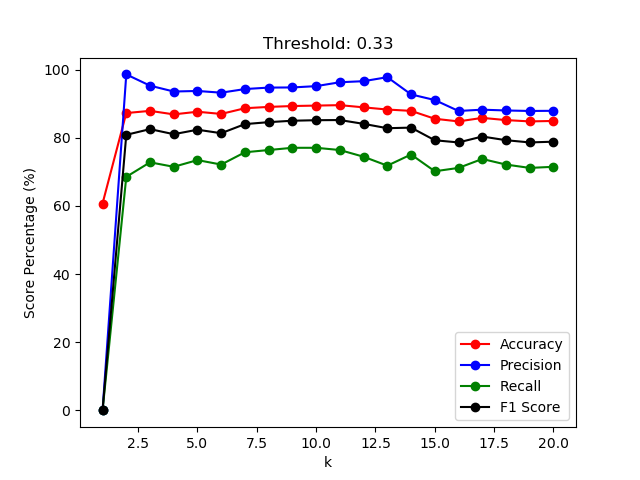 Threshold: 0.33
Score Percentage (%)
100
80
60
40
20
0
2.5 5.0 7.5 10.0 12.5 15.0 17.5 20.0
k
Accuracy
Precision
Recall
F1 Score